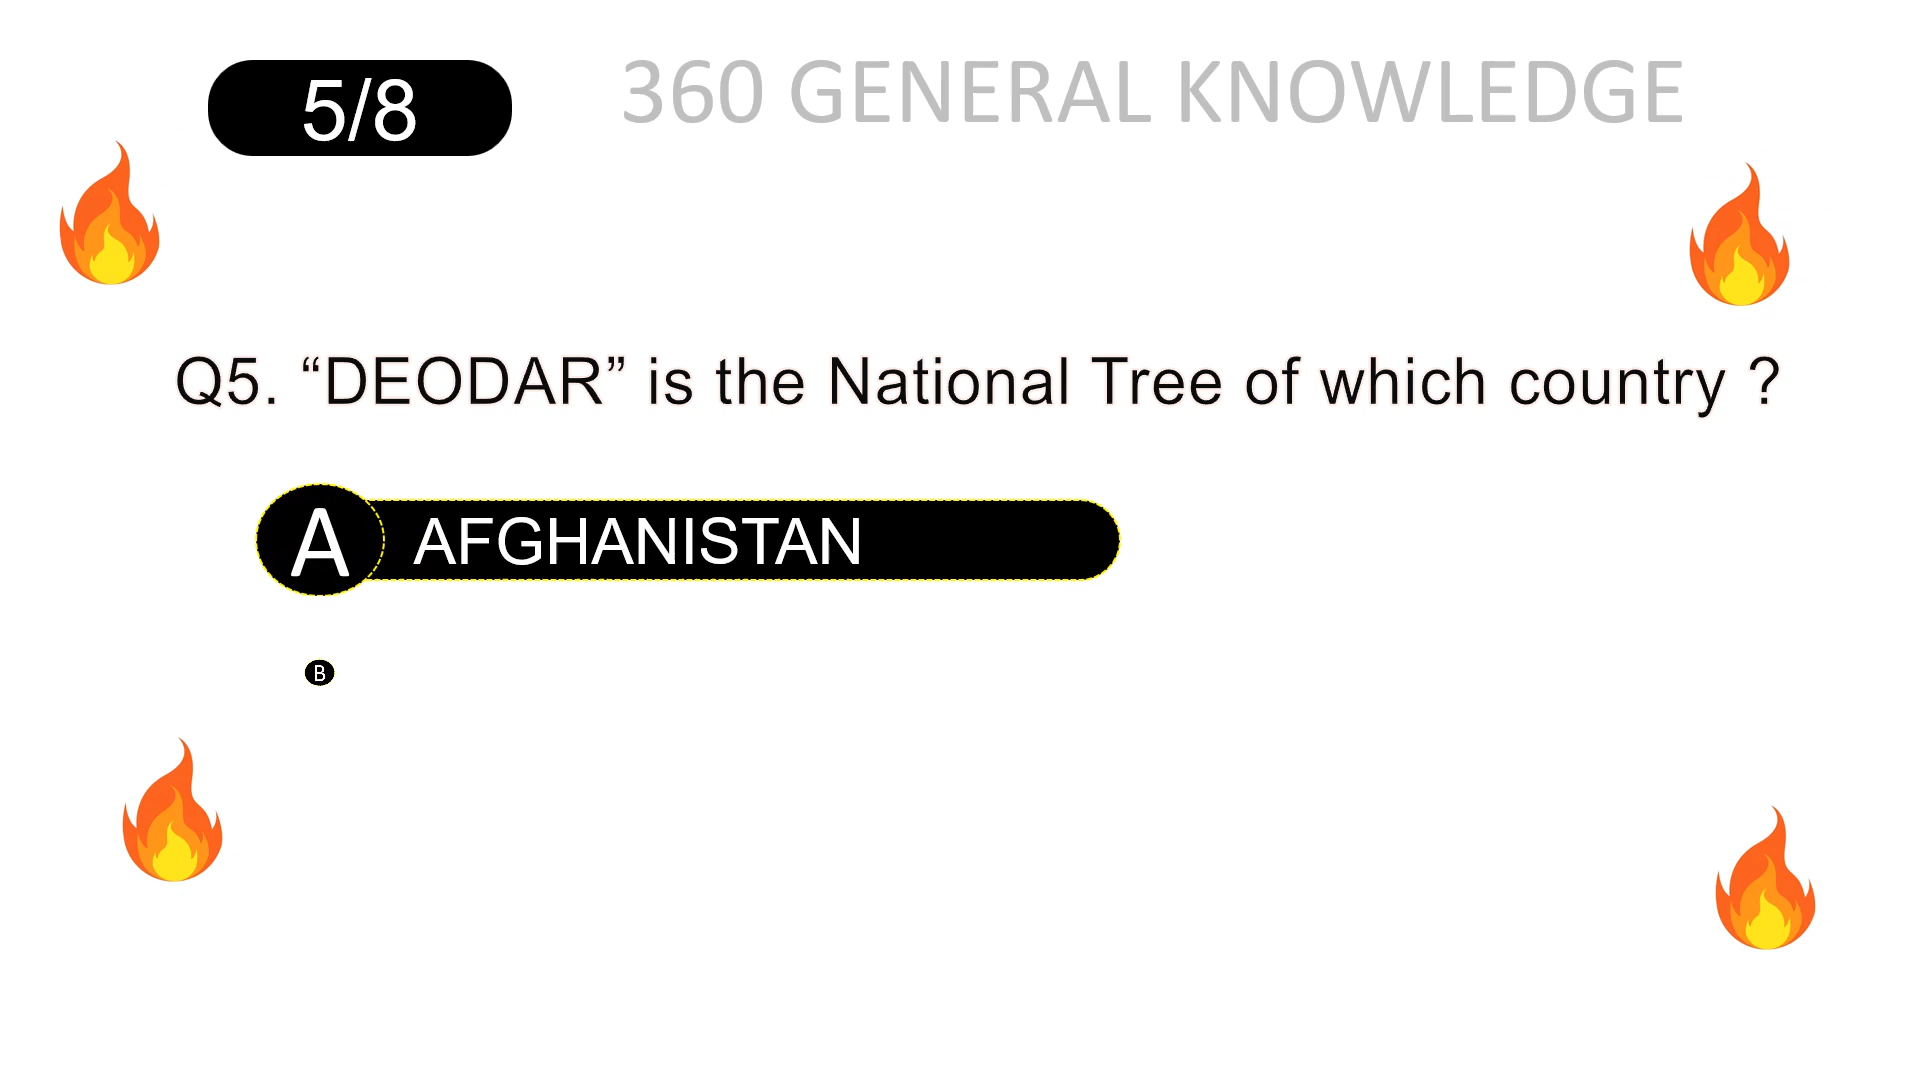 5/8
360 GENERAL KNOWLEDGE
Q5. “DEODAR” is the National Tree of which country ?
A AFGHANISTAN
B